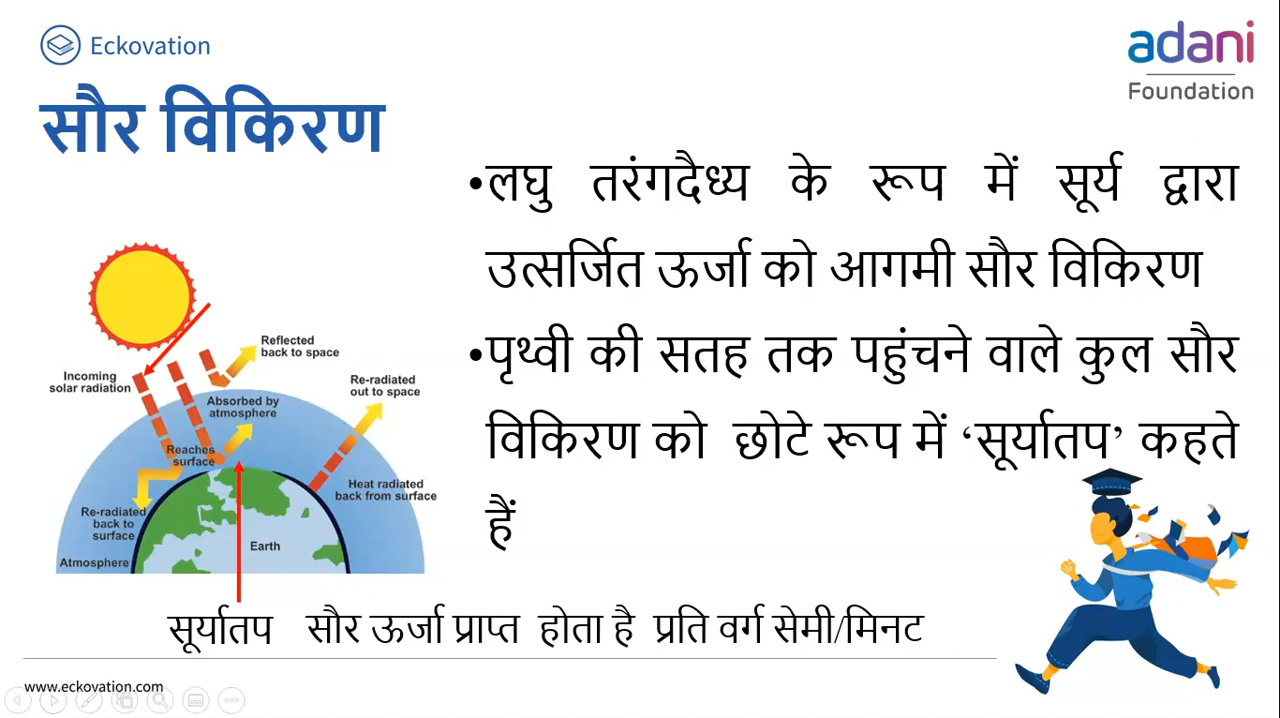 Eckovation
adani
Foundation
सौर विकिरण
•लघु तरंगदैध्य के रूप में सूर्य द्वारा
उत्सर्जित ऊर्जा को आगमी सौर विकिरण
•पृथ्वी की सतह तक पहुंचने वाले कुल सौर
विकिरण को छोटे रूप में ‘सूर्यातप’ कहते
हैं
Reflected
back to space
Incoming
solar radiation
Re-radiated
out to space
Absorbed by
atmosphere
Reaches
surface
Heat radiated
back from surface
Re-radiated
back to
surface
Earth
Atmosphere
सूर्यातप सौर ऊर्जा प्राप्त होता है प्रति वर्ग सेमी/मिनट
www.eckovation.com